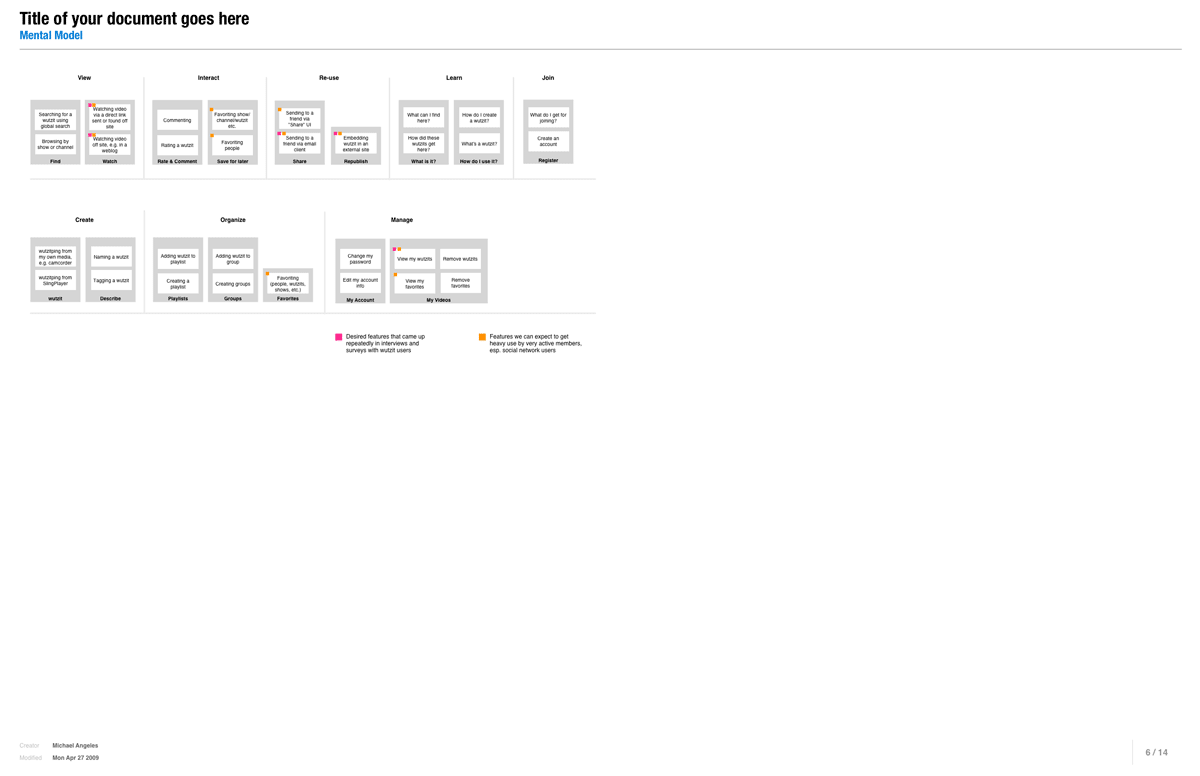 Title of your document goes here
Mental Model
View
Interact
Re-use
Learn
Join
Searching for a
wutzit using
global search
Browsing by
show or channel
Find
Watching video
via a direct link
sent or found off
site
Watching video
off site, e.g. in a
weblog
Watch
Commenting
Rating a wutzit
Rate & Comment
Favoriting show/
channel/wutzit
etc.
Favoriting
people
Save for later
Sending to a
friend via
"Share" UI
Sending to a
friend via email
client
Share
Embedding
wutzit in an
external site
Republish
What can I find
here?
How did these
wutzits get
here?
What is it?
How do I create
a wutzit?
What's a wutzit?
How do I use it?
What do I get for
joining?
Create an
account
Register
Create
Organize
Manage
wutzitping from
my own media,
e.g. camcorder
wutzitping from
SlingPlayer
wutzit
Naming a wutzit
Tagging a wutzit
Describe
Adding wutzit to
playlist
Creating a
playlist
Playlists
Adding wutzit to
group
Creating groups
Groups
Favoriting
(people, wutzits,
shows, etc.)
Favorites
Change my
password
Edit my account
info
My Account
View my wutzits
Remove wutzits
View my
favorites
Remove
favorites
My Videos
Desired features that came up
repeatedly in interviews and
surveys with wutzit users
Features we can expect to get
heavy use by very active members,
esp. social network users
Creator Michael Angeles
Modified Mon Apr 27 2009
6 / 14